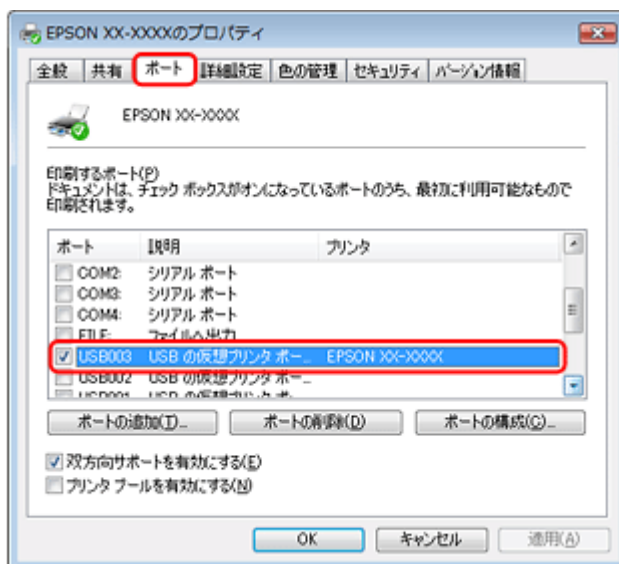 EPSON XX-XXXXのプロパティ
全般 共有 ポート 詳細設定 色の管理 セキュリティ バージョン情報
EPSON XX-XXXX
印刷するポート(P)
ドキュメントは、チェック ボックスがオンになっているポートのうち、最初に利用可能なもので
印刷されます。
ポート 説明 プリンタ
COM2: シリアル ポート
COM3: シリアル ポート
COM4: シリアル ポート
FILE: ファイルへ出力
USB003 USB の仮想プリンタ ポー... EPSON XX-XXXX
USB002 USB の仮想プリンタ ポー...
USB001 USB の仮想プリンタ ポー
ポートの追加(T)... ポートの削除(D) ポートの構成(C)...
双方向サポートを有効にする(E)
プリンタ プールを有効にする(N)
OK キャンセル 適用(A)